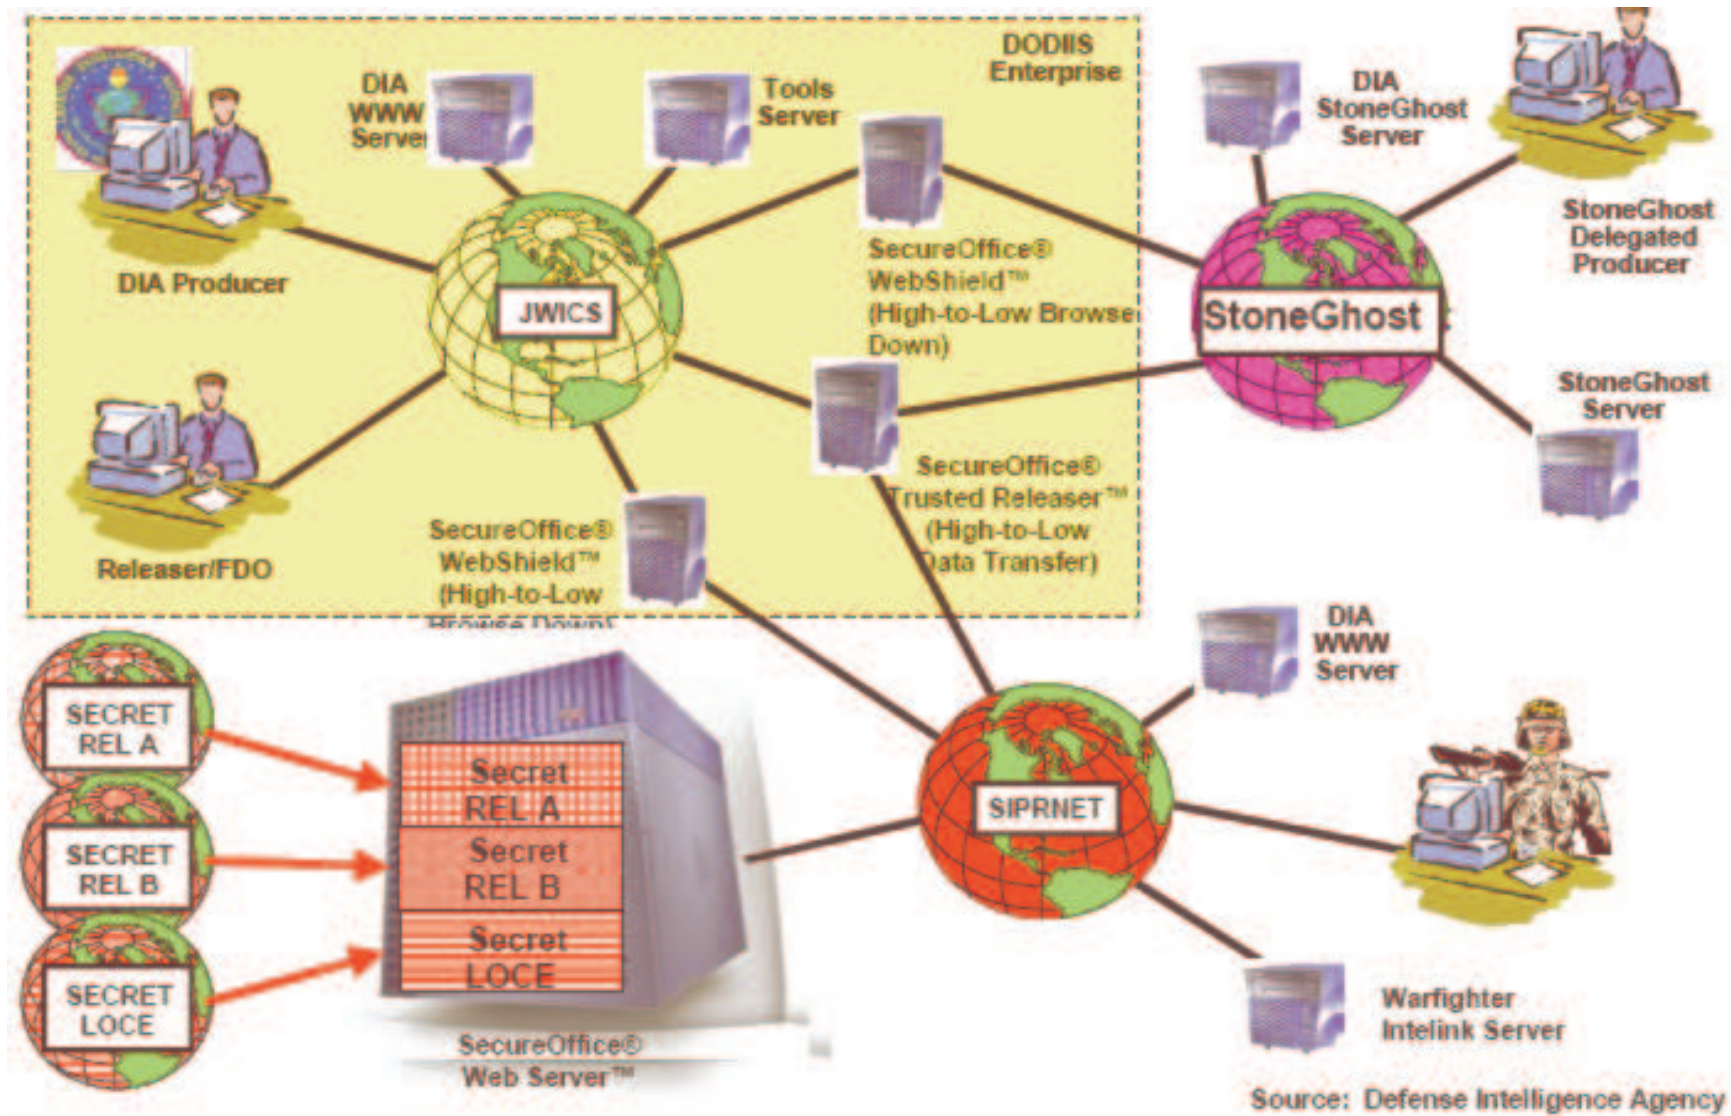 DODIIS
Enterprise
DIA
WWW
Server
Tools
Server
DIA
StoneGhost
Server
StoneGhost
Delegated
Producer
DIA Producer
JWICS
SecureOffice®
WebShield™
(High-to-Low Browse
Down)
StoneGhost
StoneGhost
Server
Releaser/FDO
SecureOffice®
WebShield™
(High-to-Low
Browse Down)
SecureOffice®
Trusted Releaser™
(High-to-Low
Data Transfer)
DIA
WWW
Server
SECRET
REL A
SECRET
REL B
SECRET
LOCE
Secret
REL A
Secret
REL B
Secret
LOCE
SecureOffice®
Web Server™
SIPRNET
Warfighter
Intelink Server
Source: Defense Intelligence Agency